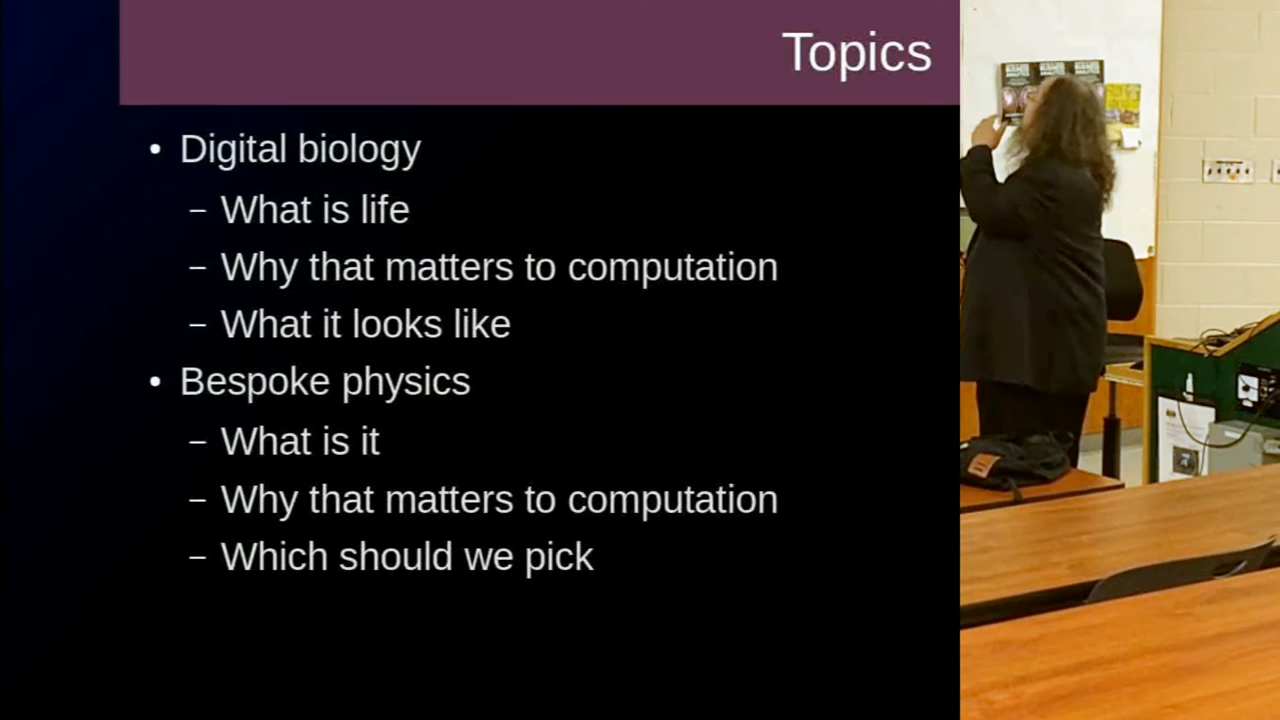 Topics
• Digital biology
– What is life
– Why that matters to computation
– What it looks like
• Bespoke physics
– What is it
– Why that matters to computation
– Which should we pick